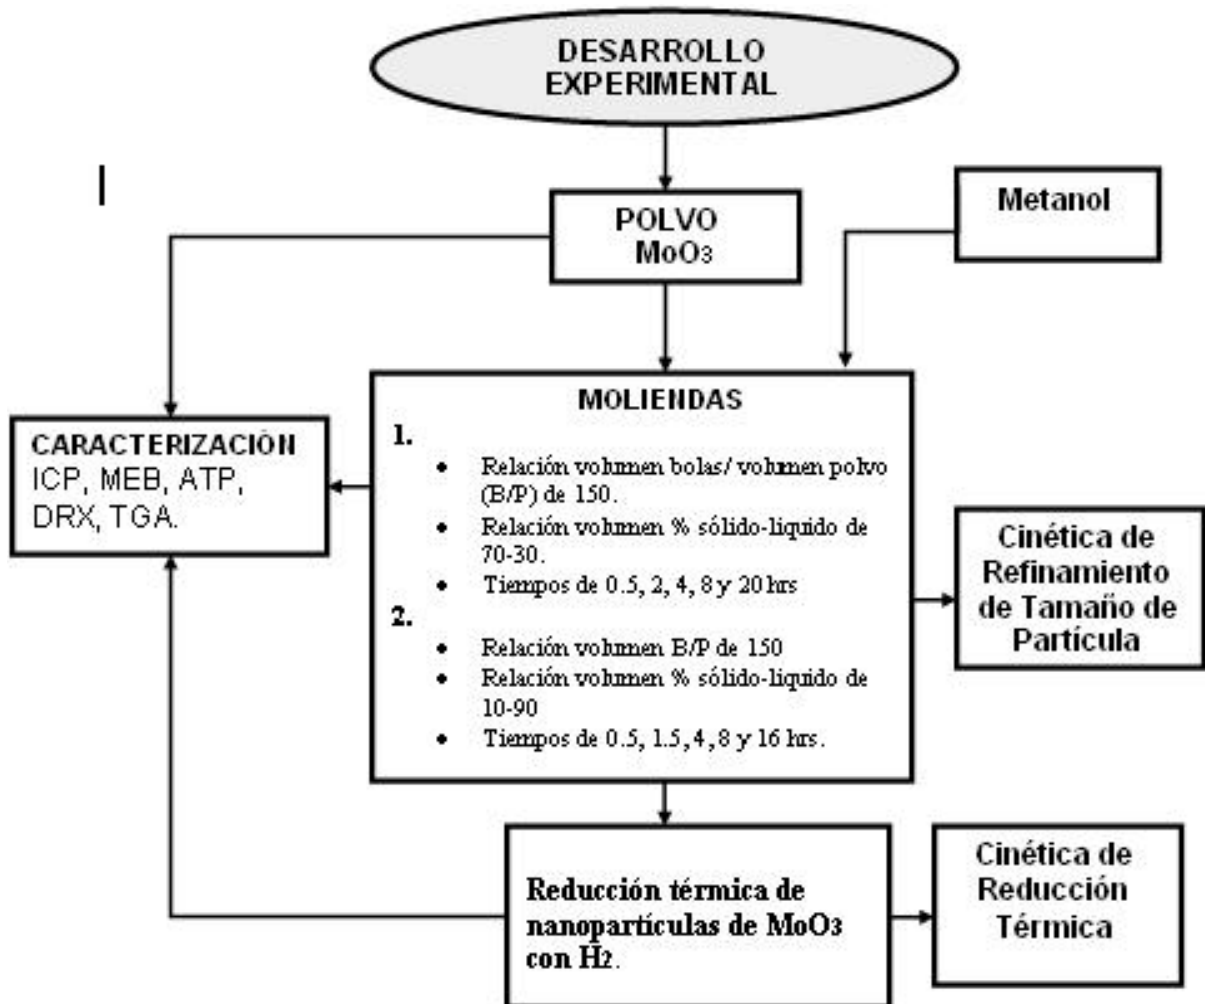 DESARROLLO
EXPERIMENTAL
POLVO
MoO3
Metanol
MOLIENDAS
1.
• Relación volumen bolas/ volumen polvo
(B/P) de 150.
• Relación volumen % sólido-liquido de
70-30.
• Tiempos de 0.5, 2, 4, 8 y 20 hrs
2.
• Relación volumen B/P de 150
• Relación volumen % sólido-liquido de
10-90
• Tiempos de 0.5, 1.5, 4, 8 y 16 hrs.
CARACTERIZACIÓN
ICP, MEB, ATP,
DRX, TGA.
Cinética de
Refinamiento
de Tamaño de
Partícula
Reducción térmica de
nanopartículas de MoO3
con H2.
Cinética de
Reducción
Térmica